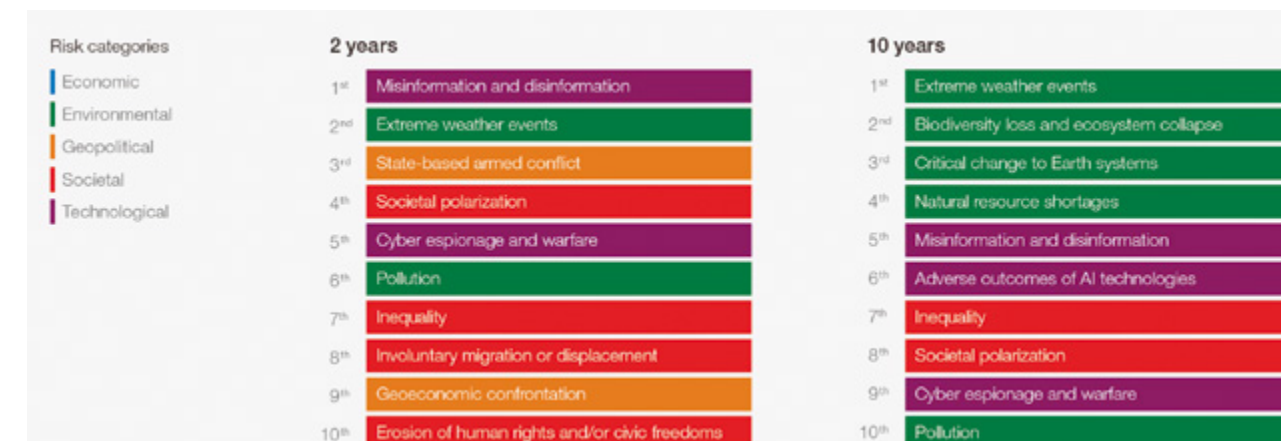 Risk categories
Economic
Environmental
Geopolitical
Societal
Technological
2 years
1st Misinformation and disinformation
2nd Extreme weather events
3rd State-based armed conflict
4th Societal polarization
5th Cyber espionage and warfare
6th Pollution
7th Inequality
8th Involuntary migration or displacement
9th Geoeconomic confrontation
10th Erosion of human rights and/or civic freedoms
10 years
1st Extreme weather events
2nd Biodiversity loss and ecosystem collapse
3rd Critical change to Earth systems
4th Natural resource shortages
5th Misinformation and disinformation
6th Adverse outcomes of AI technologies
7th Inequality
8th Societal polarization
9th Cyber espionage and warfare
10th Pollution